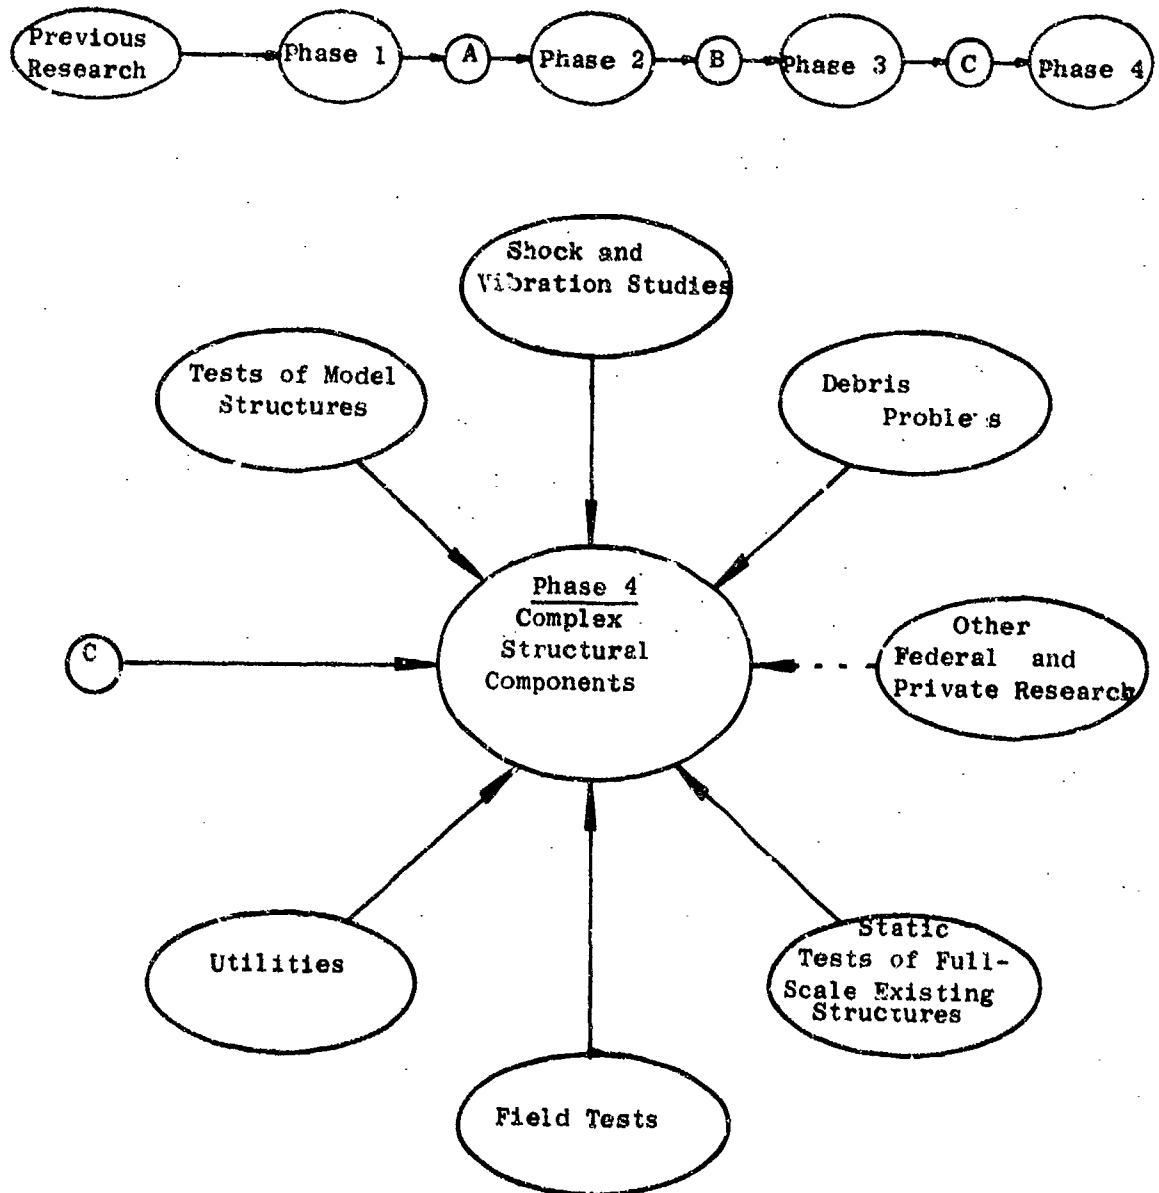 Previous
Research
Phase 1
A
Phase 2
B
Phase 3
C
Phase 4
Shock and
Vibration Studies
Tests of Model
Structures
Debris
Problems
Phase 4
Complex
Structural
Components
C
Other
Federal and
Private Research
Utilities
Static
Tests of Full-
Scale Existing
Structures
Field Tests